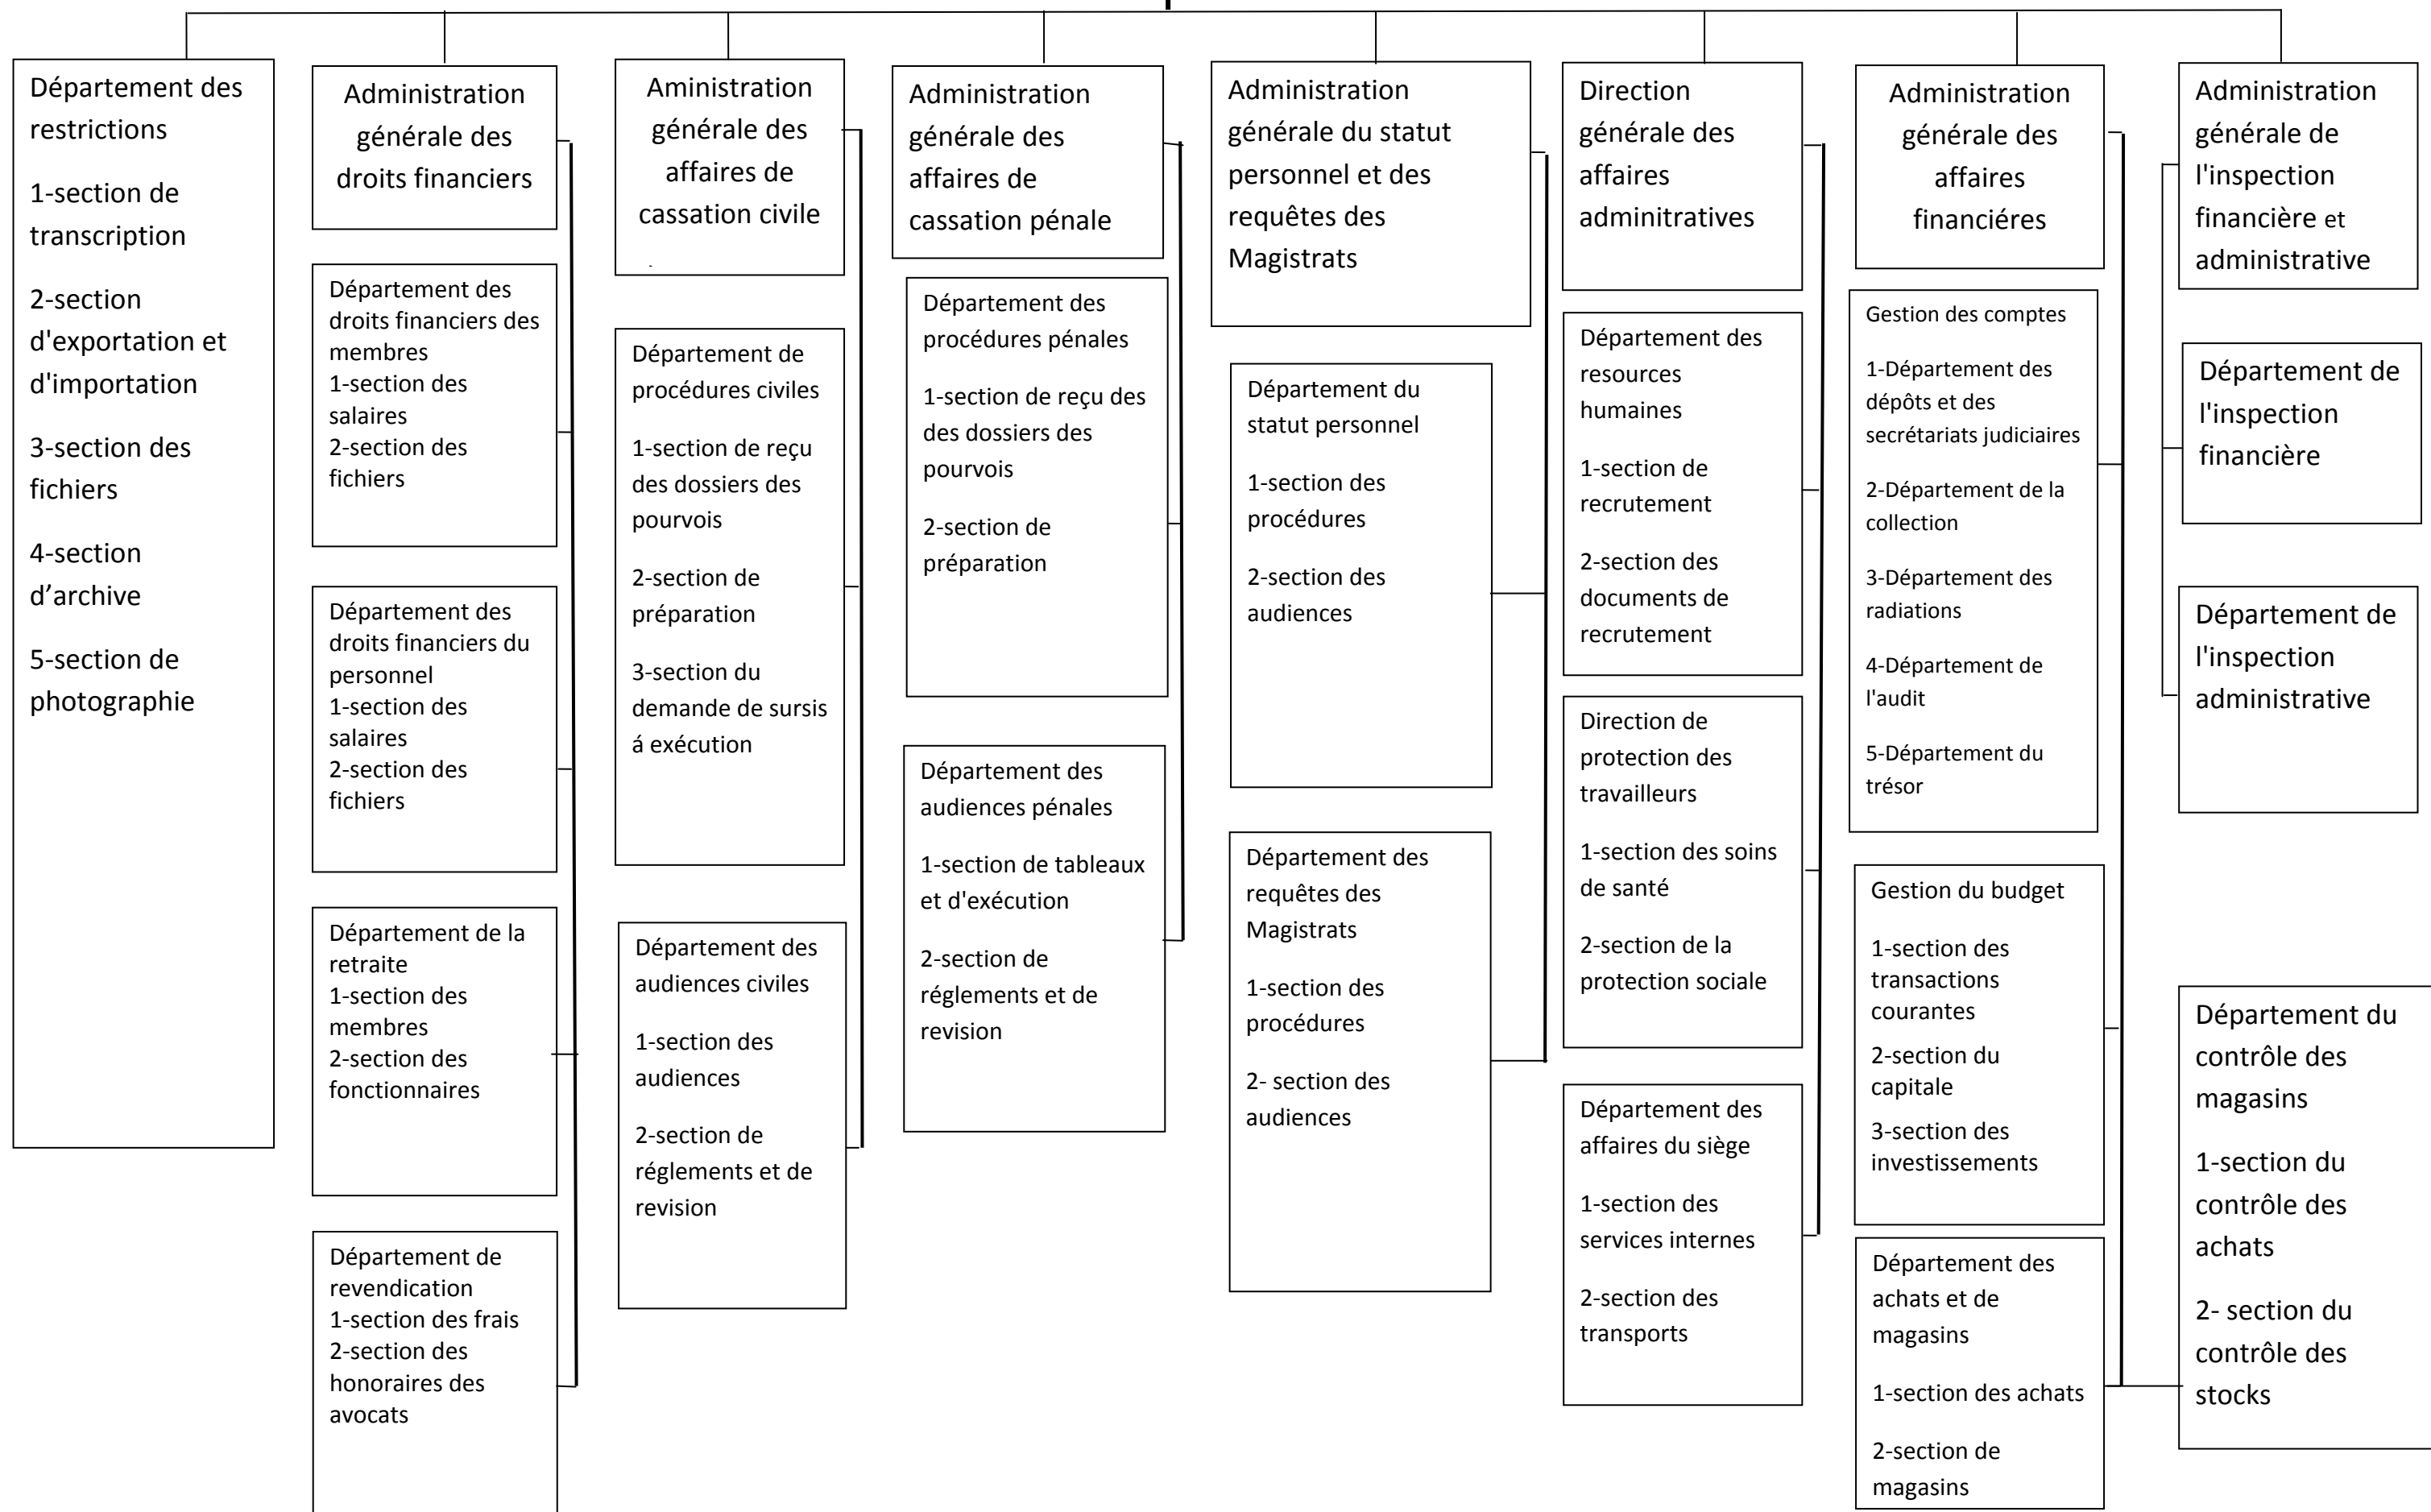 Département des
restrictions
1-section de
transcription
2-section
d'exportation et
d'importation
3-section des
fichiers
4-section
d’archive
5-section de
photographie
Administration
générale des
droits financiers
Département des
droits financiers des
membres
1-section des
salaires
2-section des
fichiers
Département des
droits financiers du
personnel
1-section des
salaires
2-section des
fichiers
Département de la
retraite
1-section des
membres
2-section des
fonctionnaires
Département de
revendication
1-section des frais
2-section des
honoraires des
avocats
Aministration
générale des
affaires de
cassation civile
Département de
procédures civiles
1-section de reçu
des dossiers des
pourvois
2-section de
préparation
3-section du
demande de sursis
á exécution
Département des
audiences civiles
1-section des
audiences
2-section de
réglements et de
revision
Administration
générale des
affaires de
cassation pénale
Département des
procédures pénales
1-section de reçu des
des dossiers des
pourvois
2-section de
préparation
Département des
audiences pénales
1-section de tableaux
et d'exécution
2-section de
réglements et de
revision
Administration
générale du statut
personnel et des
requêtes des
Magistrats
Département du
statut personnel
1-section des
procédures
2-section des
audiences
Département des
requêtes des
Magistrats
1-section des
procédures
2- section des
audiences
Direction
générale des
affaires
adminitratives
Département des
resources
humaines
1-section de
recrutement
2-section des
documents de
recrutement
Direction de
protection des
travailleurs
1-section des soins
de santé
2-section de la
protection sociale
Département des
affaires du siège
1-section des
services internes
2-section des
transports
Administration
générale des
affaires
financiéres
Gestion des comptes
1-Département des
dépôts et des
secrétariats judiciaires
2-Département de la
collection
3-Département des
radiations
4-Département de
l'audit
5-Département du
trésor
Gestion du budget
1-section des
transactions
courantes
2-section du
capitale
3-section des
investissements
Département des
achats et de
magasins
1-section des achats
2-section de
magasins
Administration
générale de
l'inspection
financière et
administrative
Département de
l'inspection
financière
Département de
l'inspection
administrative
Département du
contrôle des
magasins
1-section du
contrôle des
achats
2- section du
contrôle des
stocks